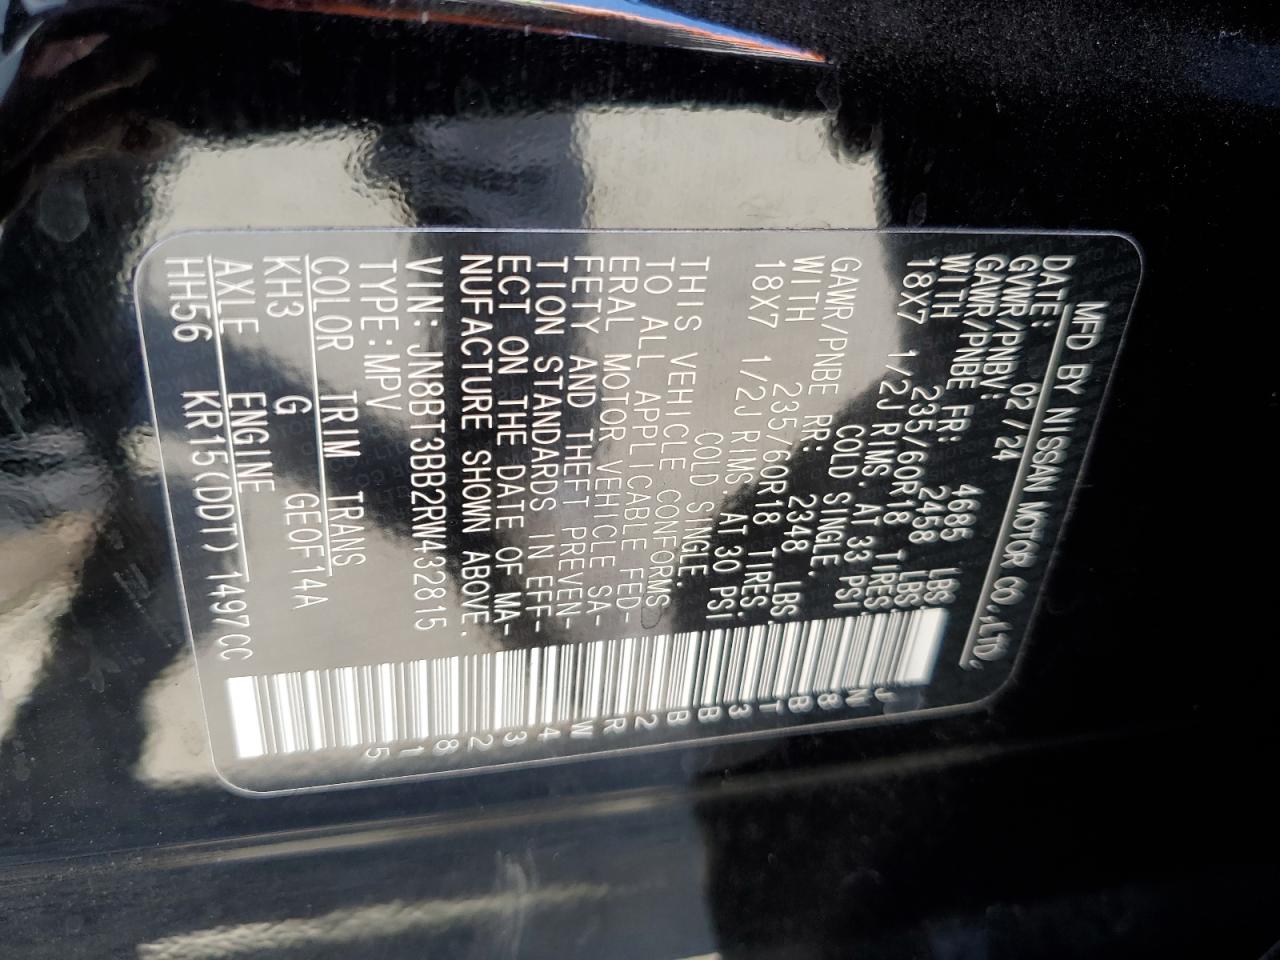 MFD BY NISSAN MOTOR CO.,LTD.
DATE: 02/24
GVWR/PNBV: 4685 LBS.
GAWR/PNBE FR: 2458 LBS.
WITH 235/60R18 TIRES.
18X7 1/2J RIMS. AT 33 PSI
COLD SINGLE.
GAWR/PNBE RR: 2348 LBS.
WITH 235/60R18 TIRES.
18X7 1/2J RIMS. AT 30 PSI
COLD SINGLE.
THIS VEHICLE CONFORMS
TO ALL APPLICABLE FED-
ERAL MOTOR VEHICLE SA-
FETY AND THEFT PREVEN-
TION STANDARDS IN EFF-
ECT ON THE DATE OF MA-
NUFACTURE SHOWN ABOVE.
VIN: JN8BT3BB2RW432815
TYPE:MPV
COLOR TRIM TRANS
KH3 G GEOF14A
AXLE ENGINE
HH56 KR15(DDT) 1497CC
JN8BT3BB2RW432815